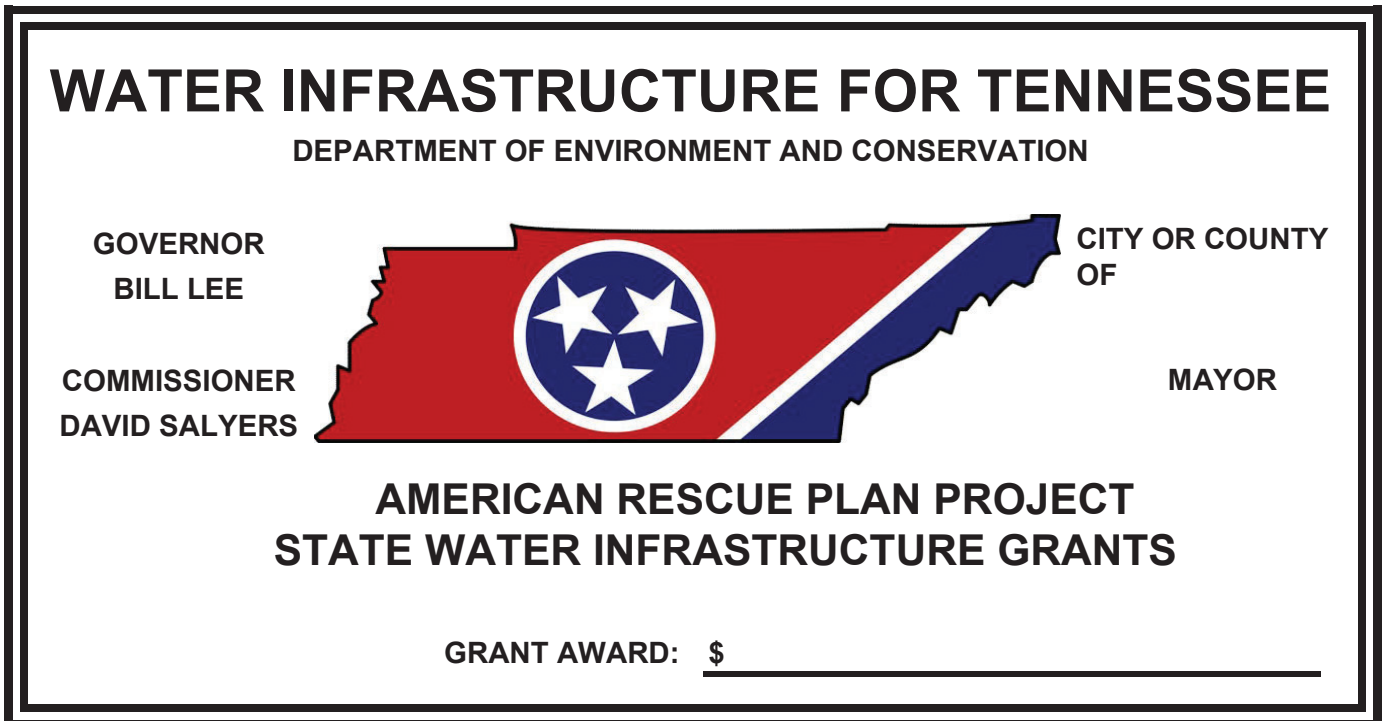 WATER INFRASTRUCTURE FOR TENNESSEE
DEPARTMENT OF ENVIRONMENT AND CONSERVATION
GOVERNOR
BILL LEE
COMMISSIONER
DAVID SALYERS
CITY OR COUNTY
OF
MAYOR
AMERICAN RESCUE PLAN PROJECT
STATE WATER INFRASTRUCTURE GRANTS
GRANT AWARD: $